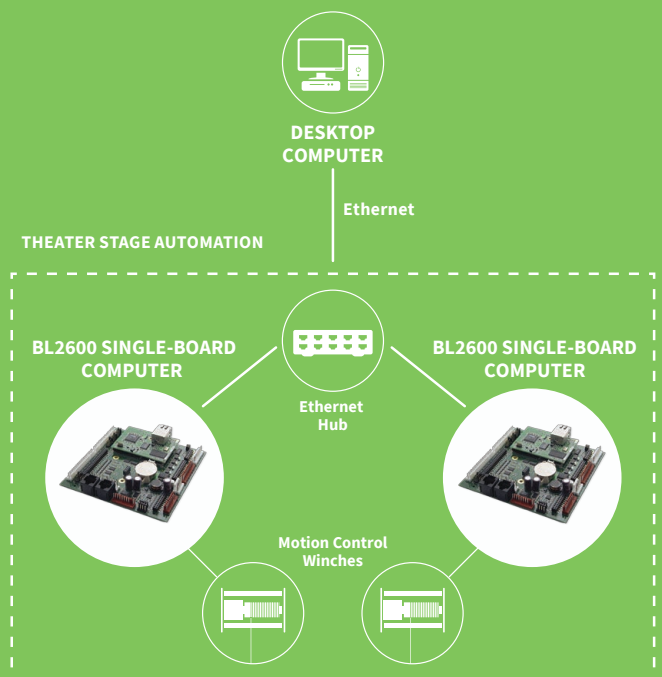 DESKTOP
COMPUTER
Ethernet
THEATER STAGE AUTOMATION
BL2600 SINGLE-BOARD
COMPUTER
BL2600 SINGLE-BOARD
COMPUTER
Ethernet
Hub
Motion Control
Winches